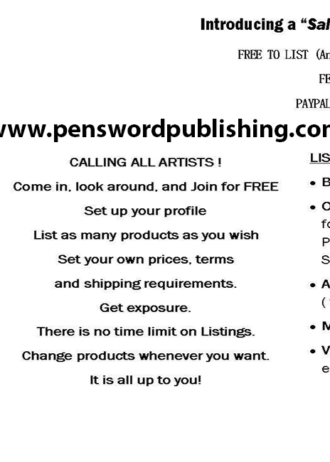 Introducing a “Sal
FREE TO LIST (An
FE
PAYPAL
www.penswordpublishing.com
CALLING ALL ARTISTS !
Come in, look around, and Join for FREE
Set up your profile
List as many products as you wish
Set your own prices, terms
and shipping requirements.
Get exposure.
There is no time limit on Listings.
Change products whenever you want.
It is all up to you!
LIS
• B
• O
fo
P
S
• A
(
• M
• V
e